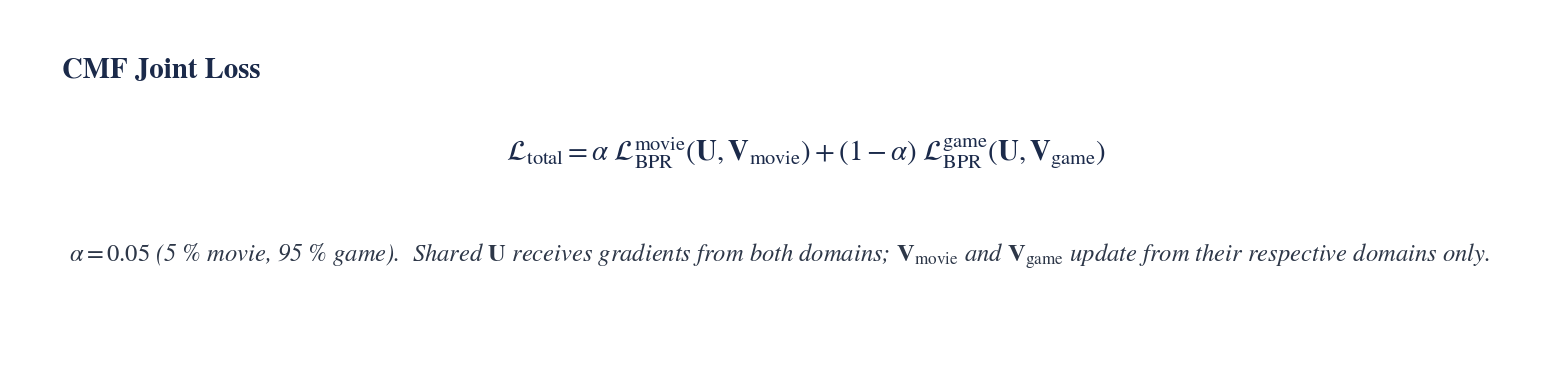 CMF Joint Loss
ℒ_total = α ℒ_BPR^movie(U, V_movie) + (1 − α) ℒ_BPR^game(U, V_game)
α = 0.05 (5 % movie, 95 % game). Shared U receives gradients from both domains; V_movie and V_game update from their respective domains only.